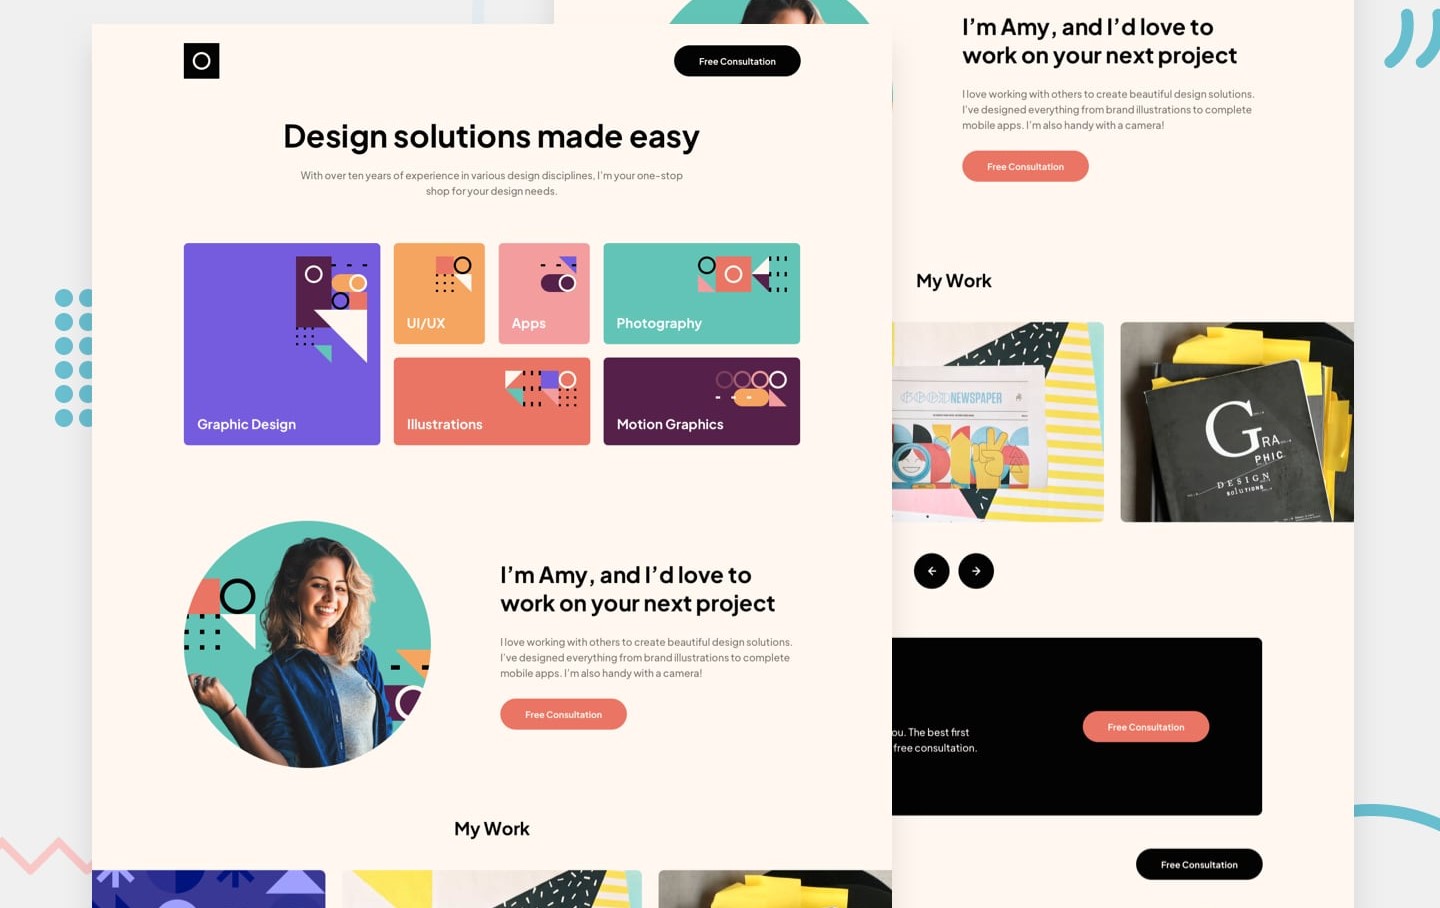 Free Consultation
Design solutions made easy
With over ten years of experience in various design disciplines, I'm your one-stop
shop for your design needs.
Graphic Design
UI/UX
Apps
Photography
Illustrations
Motion Graphics
I'm Amy, and I'd love to
work on your next project
I love working with others to create beautiful design solutions.
I've designed everything from brand illustrations to complete
mobile apps. I'm also handy with a camera!
Free Consultation
My Work
I'm Amy, and I'd love to
work on your next project
I love working with others to create beautiful design solutions.
I've designed everything from brand illustrations to complete
mobile apps. I'm also handy with a camera!
Free Consultation
My Work
GOOD NEWSPAPER
GRA
PHIC
DESIGN
SOLUTIONS
ou. The best first
free consultation.
Free Consultation
Free Consultation